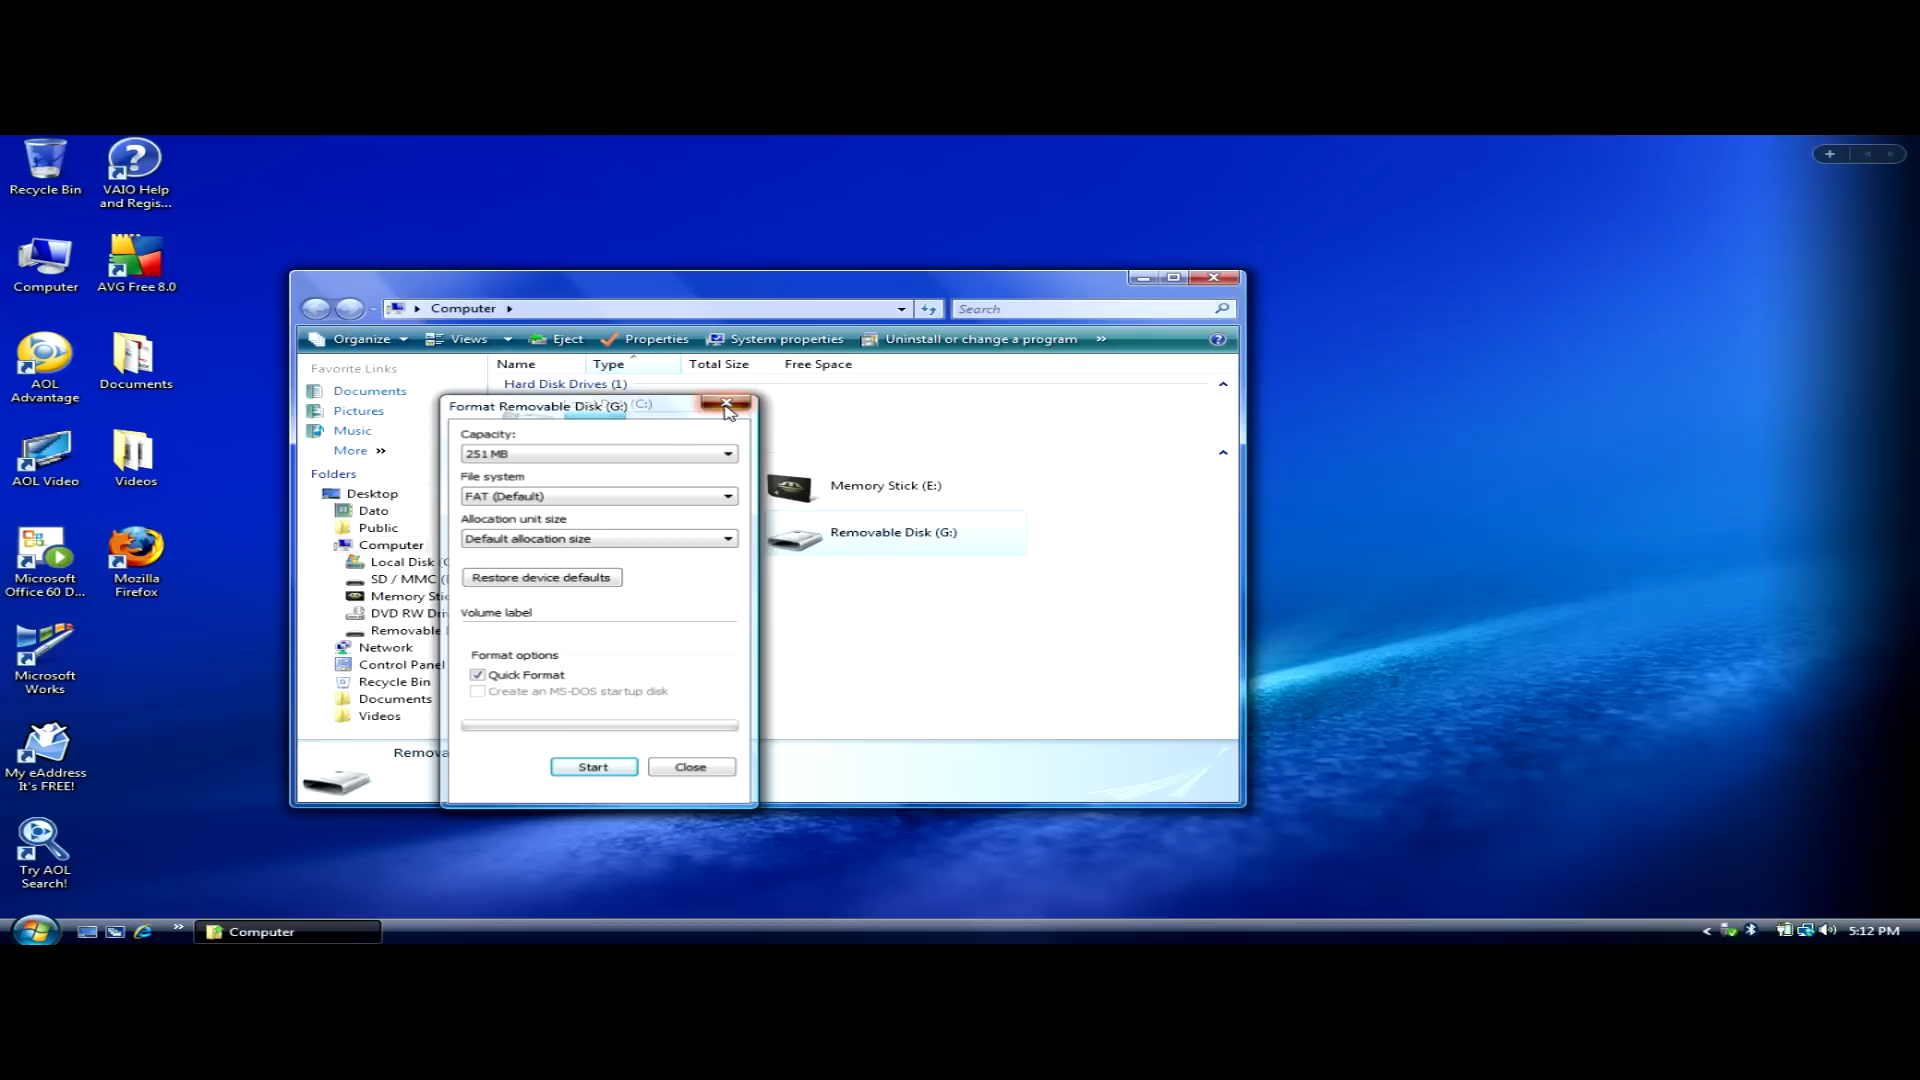 Recycle Bin
VAIO Help
and Regis...
Computer
AVG Free 8.0
AOL
Advantage
Documents
AOL Video
Videos
Microsoft
Office 60 D...
Mozilla
Firefox
Microsoft
Works
My eAddress
It's FREE!
Try AOL
Search!
Computer
Search
Organize
Views
Eject
Properties
System properties
Uninstall or change a program
Favorite Links
Documents
Pictures
Music
More
Folders
Desktop
Dato
Public
Computer
Local Disk (C
SD / MMC (
Memory Sti
DVD RW Dri
Removable
Network
Control Panel
Recycle Bin
Documents
Videos
Name
Type
Total Size
Free Space
Hard Disk Drives (1)
(C:)
Memory Stick (E:)
Removable Disk (G:)
Remova
Format Removable Disk (G:)
Capacity:
251 MB
File system
FAT (Default)
Allocation unit size
Default allocation size
Restore device defaults
Volume label
Format options
Quick Format
Create an MS-DOS startup disk
Start
Close
Computer
5:12 PM